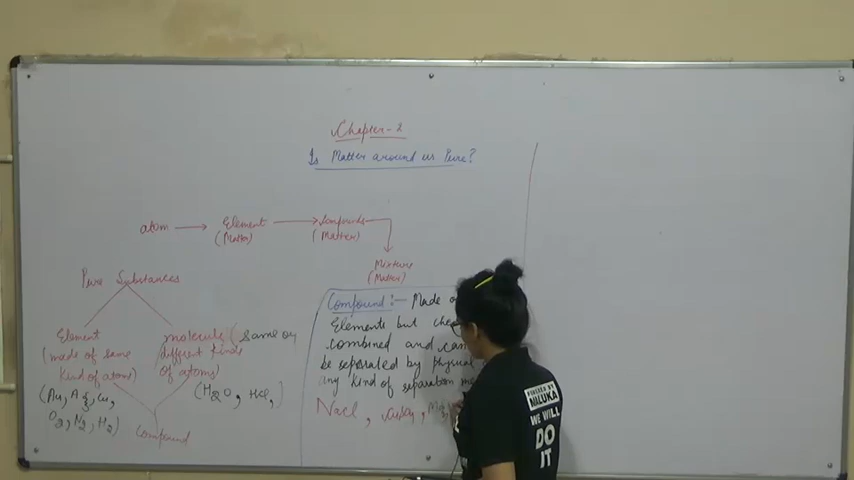 Chapter-2
Is Matter around us Pure?
atom → Element → Compounds
(Matter) (Matter)
Mixture
(Matter)
Pure Substances
Element
(made of same
kind of atoms)
(Au, Ag, Cu,
O2, N2, H2)
molecule (same or
different kinds
of atoms)
(H2O, HCl,)
Compound
Compound:- Made
Elements but
combined and
be separated by physical
any kind of separation
NaCl,
POWERED BY
NALUKA
WE WILL
DO
IT